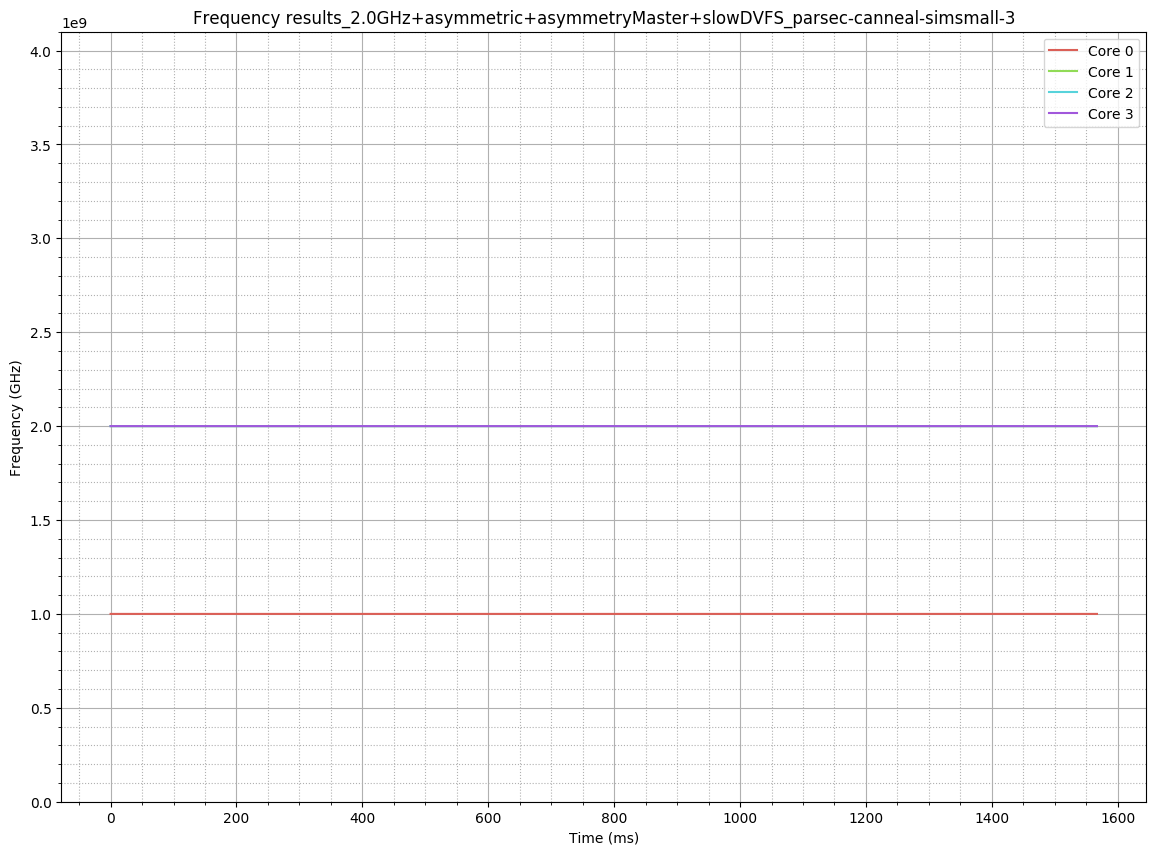 Frequency results_2.0GHz+asymmetric+asymmetryMaster+slowDVFS_parsec-canneal-simsmall-3
1e9
4.0
3.5
3.0
2.5
2.0
1.5
1.0
0.5
0.0
Frequency (GHz)
Core 0
Core 1
Core 2
Core 3
0 200 400 600 800 1000 1200 1400 1600
Time (ms)